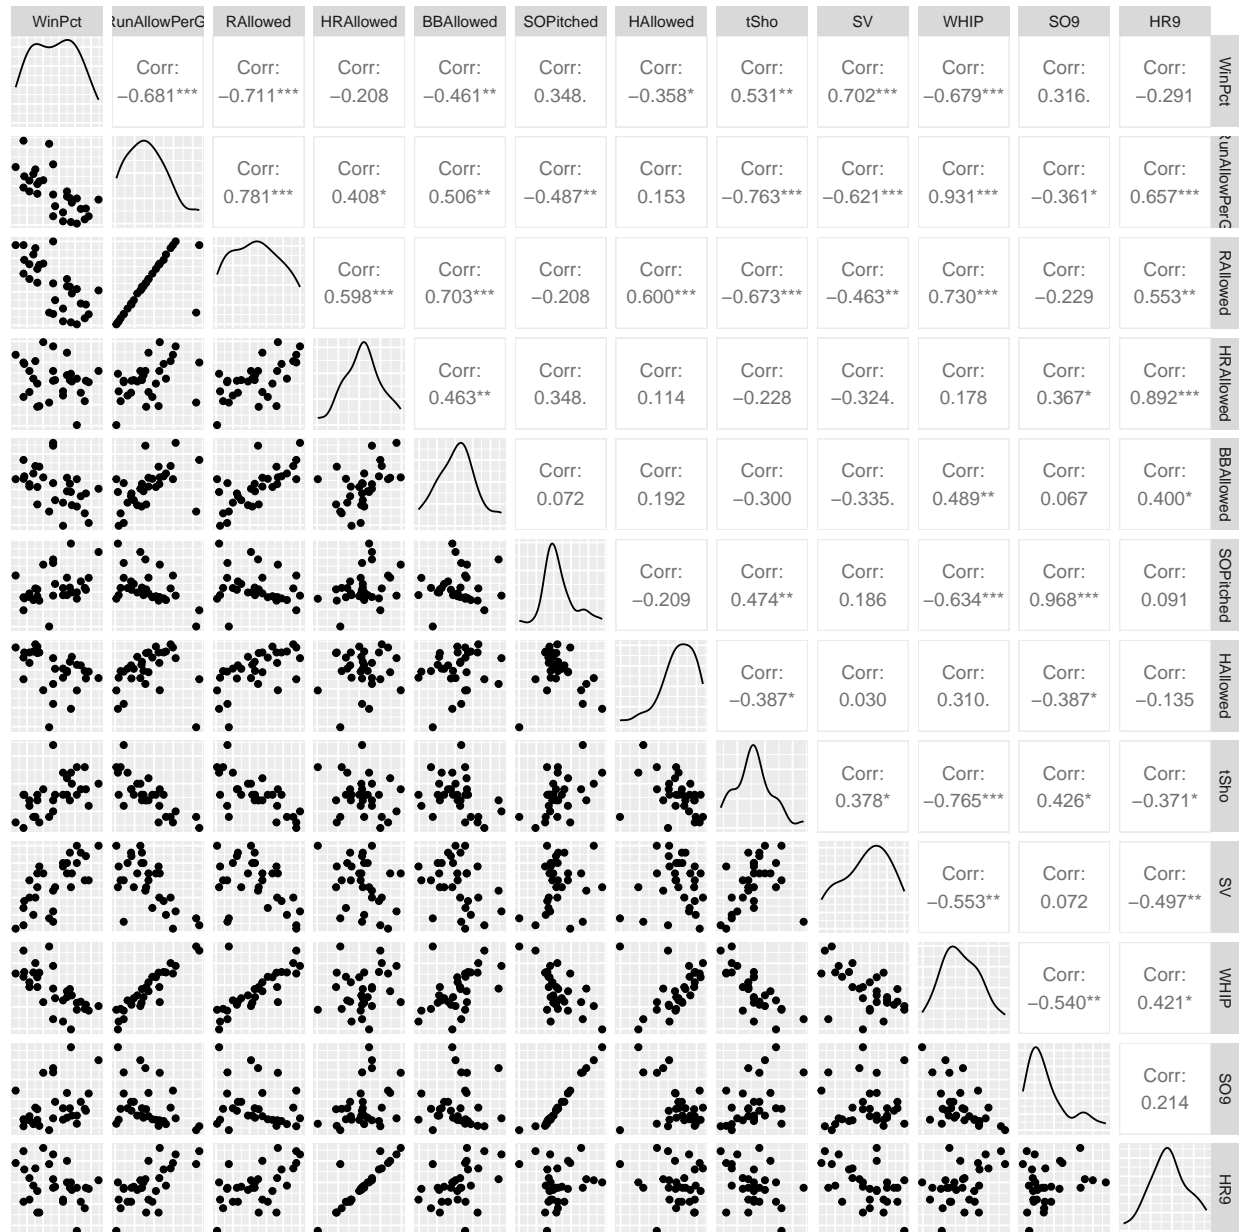 WinPct RunAllowPerG RAllowed HRAllowed BBAllowed SOPitched HAllowed tSho SV WHIP SO9 HR9
Corr: Corr: Corr: Corr: Corr: Corr: Corr: Corr: Corr: Corr: Corr:
−0.681*** −0.711*** −0.208 −0.461** 0.348. −0.358* 0.531** 0.702*** −0.679*** 0.316. −0.291
WinPct
Corr: Corr: Corr: Corr: Corr: Corr: Corr: Corr: Corr: Corr:
0.781*** 0.408* 0.506** −0.487** 0.153 −0.763*** −0.621*** 0.931*** −0.361* 0.657***
RunAllowPerG
Corr: Corr: Corr: Corr: Corr: Corr: Corr: Corr: Corr:
0.598*** 0.703*** −0.208 0.600*** −0.673*** −0.463** 0.730*** −0.229 0.553**
RAllowed
Corr: Corr: Corr: Corr: Corr: Corr: Corr: Corr:
0.463** 0.348. 0.114 −0.228 −0.324. 0.178 0.367* 0.892***
HRAllowed
Corr: Corr: Corr: Corr: Corr: Corr: Corr:
0.072 0.192 −0.300 −0.335. 0.489** 0.067 0.400*
BBAllowed
Corr: Corr: Corr: Corr: Corr: Corr:
−0.209 0.474** 0.186 −0.634*** 0.968*** 0.091
SOPitched
Corr: Corr: Corr: Corr: Corr:
−0.387* 0.030 0.310. −0.387* −0.135
HAllowed
Corr: Corr: Corr: Corr:
0.378* −0.765*** 0.426* −0.371*
tSho
Corr: Corr: Corr:
−0.553** 0.072 −0.497**
SV
Corr: Corr:
−0.540** 0.421*
WHIP
Corr:
0.214
SO9
HR9